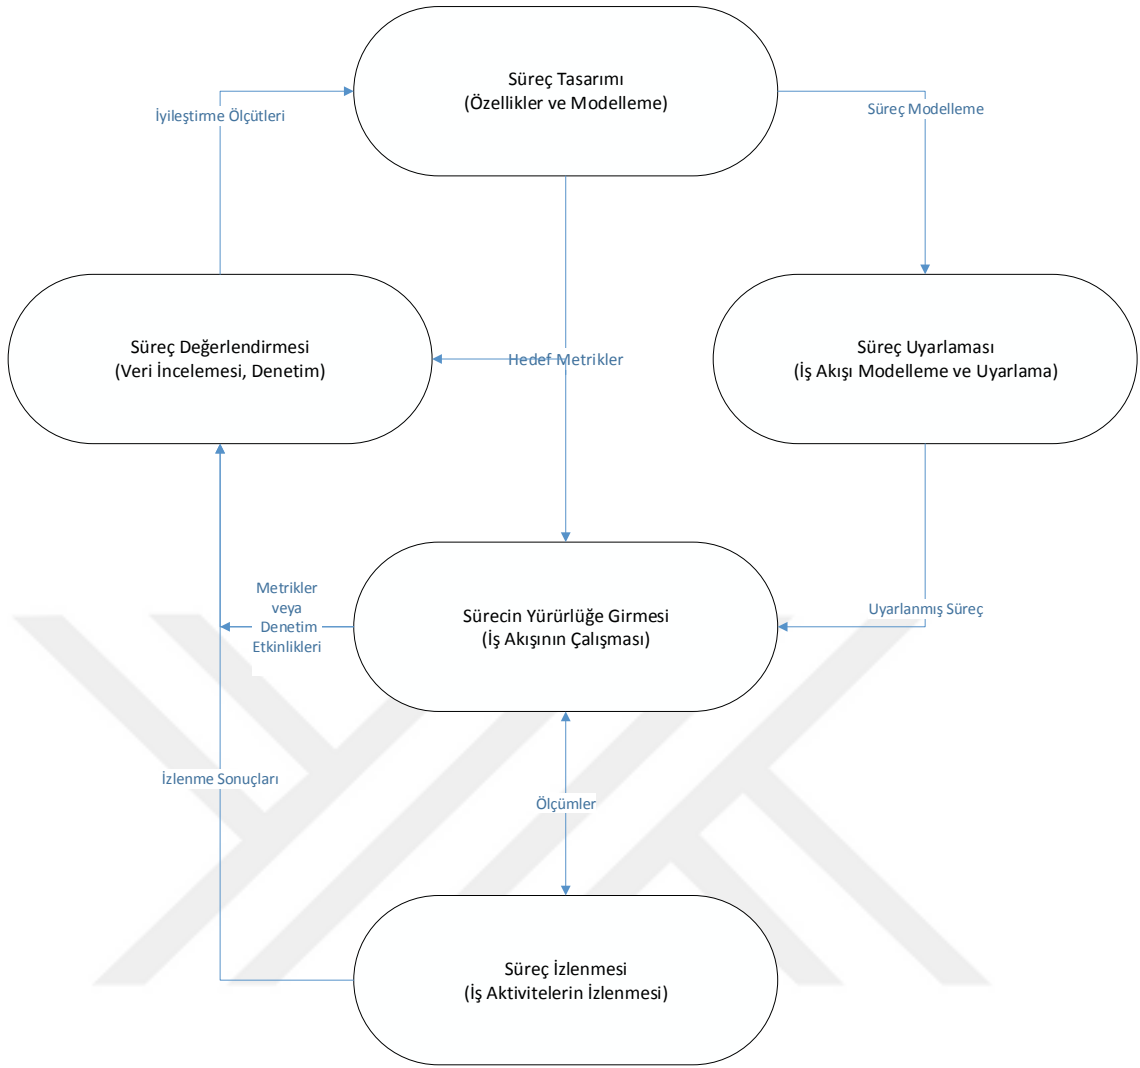 Süreç Tasarımı
(Özellikler ve Modelleme)
İyileştirme Ölçütleri
Süreç Modelleme
Süreç Değerlendirmesi
(Veri İncelemesi, Denetim)
Hedef Metrikler
Süreç Uyarlaması
(İş Akışı Modelleme ve Uyarlama)
Metrikler
veya
Denetim
Etkinlikleri
Sürecin Yürürlüğe Girmesi
(İş Akışının Çalışması)
Uyarlanmış Süreç
İzlenme Sonuçları
Ölçümler
Süreç İzlenmesi
(İş Aktivitelerin İzlenmesi)